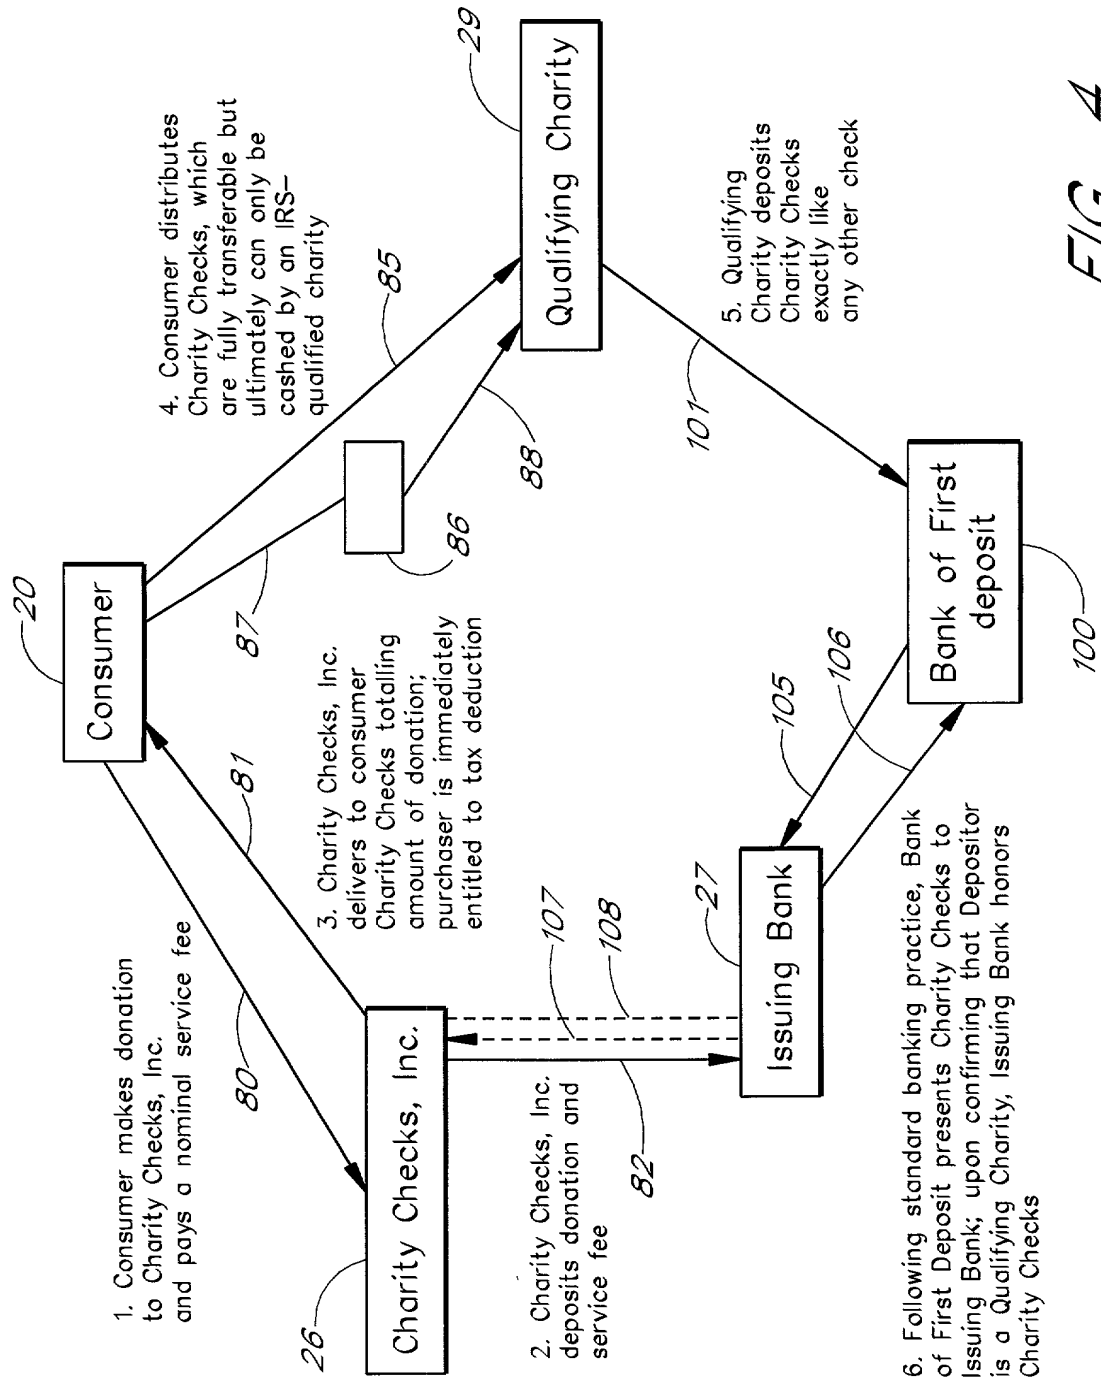 1. Consumer makes donation
to Charity Checks, Inc.
and pays a nominal service fee
20
Consumer
4. Consumer distributes
Charity Checks, which
are fully transferable but
ultimately can only be
cashed by an IRS–
qualified charity
80
81
87
85
86
88
26
Charity Checks, Inc.
3. Charity Checks, Inc.
delivers to consumer
Charity Checks totalling
amount of donation;
purchaser is immediately
entitled to tax deduction
29
Qualifying Charity
2. Charity Checks, Inc.
deposits donation and
service fee
82
107
108
27
Issuing Bank
105
106
101
5. Qualifying
Charity deposits
Charity Checks
exactly like
any other check
Bank of First
deposit
100
6. Following standard banking practice, Bank
of First Deposit presents Charity Checks to
Issuing Bank; upon confirming that Depositor
is a Qualifying Charity, Issuing Bank honors
Charity Checks
FIG. 4